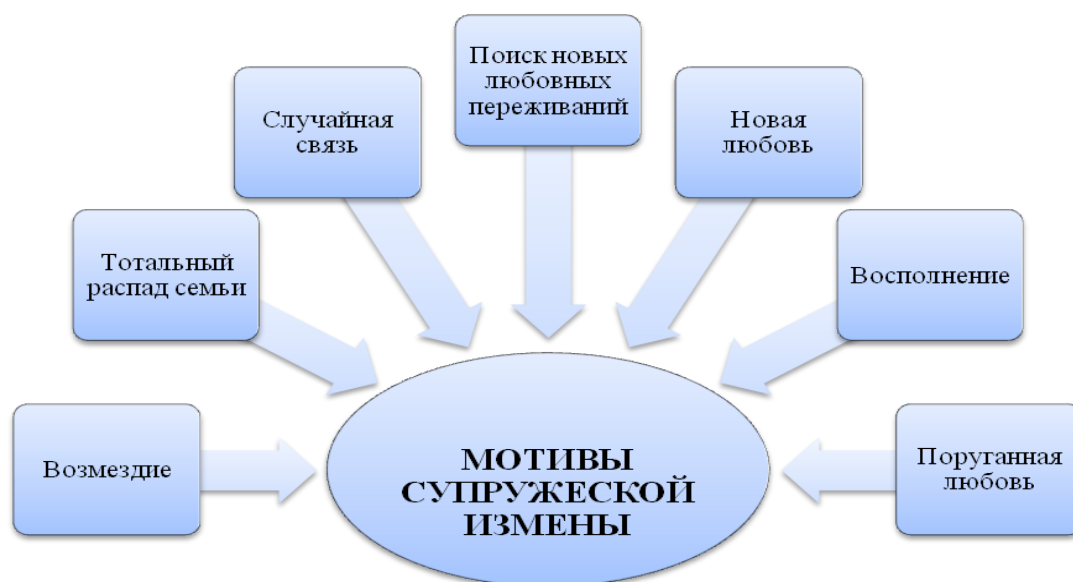 Поиск новых
любовных
переживаний
Случайная
связь
Новая
любовь
Тотальный
распад семьи
Восполнение
Возмездие
МОТИВЫ
СУПРУЖЕСКОЙ
ИЗМЕНЫ
Поруганная
любовь